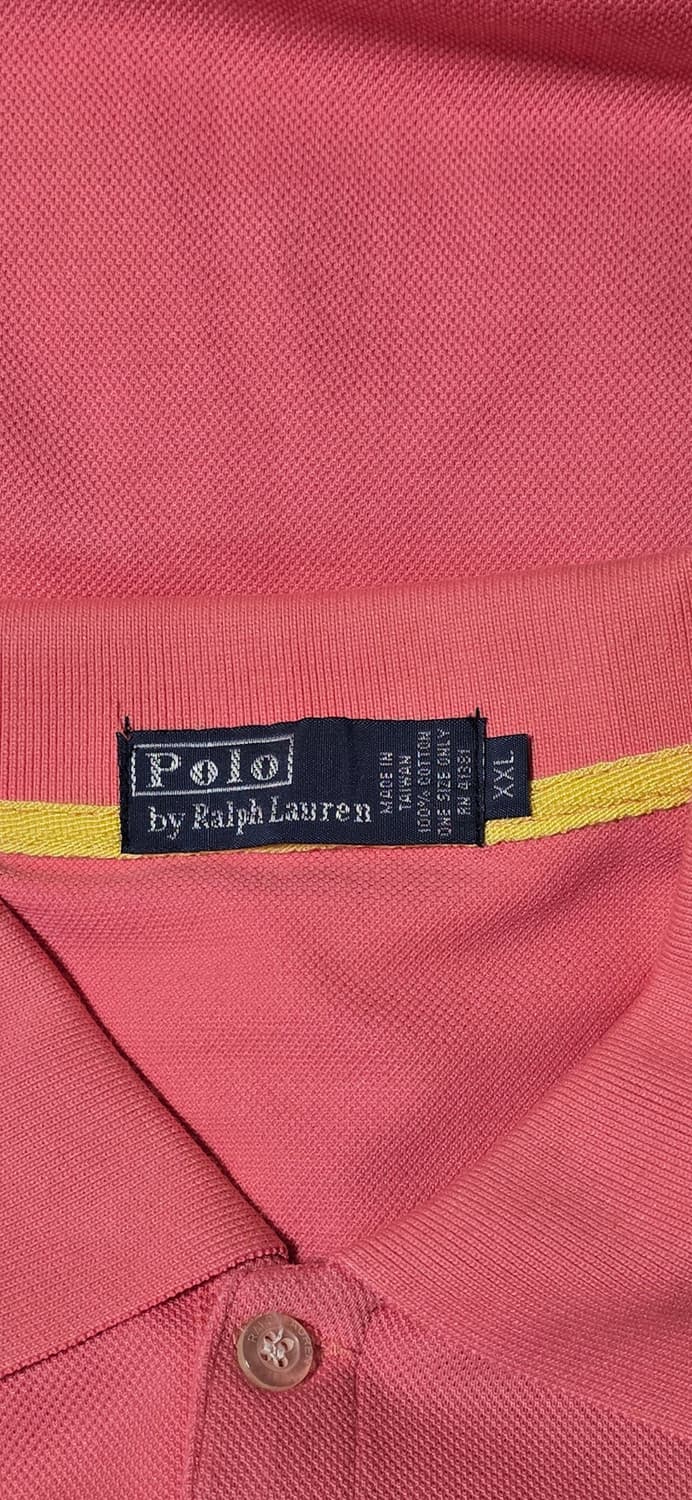 Polo
by Ralph Lauren
MADE IN
TAIWAN
100% COTTON
ONE SIZE ONLY
RN 41381
XXL